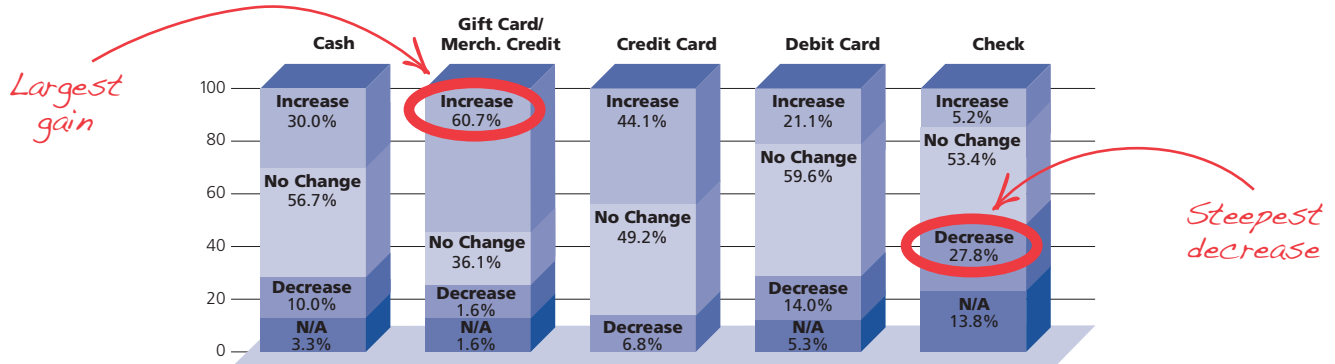 Cash
Gift Card/
Merch. Credit
Credit Card
Debit Card
Check
Largest
gain
100
80
60
40
20
0
Increase
30.0%
No Change
56.7%
Decrease
10.0%
N/A
3.3%
Increase
60.7%
No Change
36.1%
Decrease
1.6%
N/A
1.6%
Increase
44.1%
No Change
49.2%
Decrease
6.8%
Increase
21.1%
No Change
59.6%
Decrease
14.0%
N/A
5.3%
Increase
5.2%
No Change
53.4%
Decrease
27.8%
N/A
13.8%
Steepest
decrease